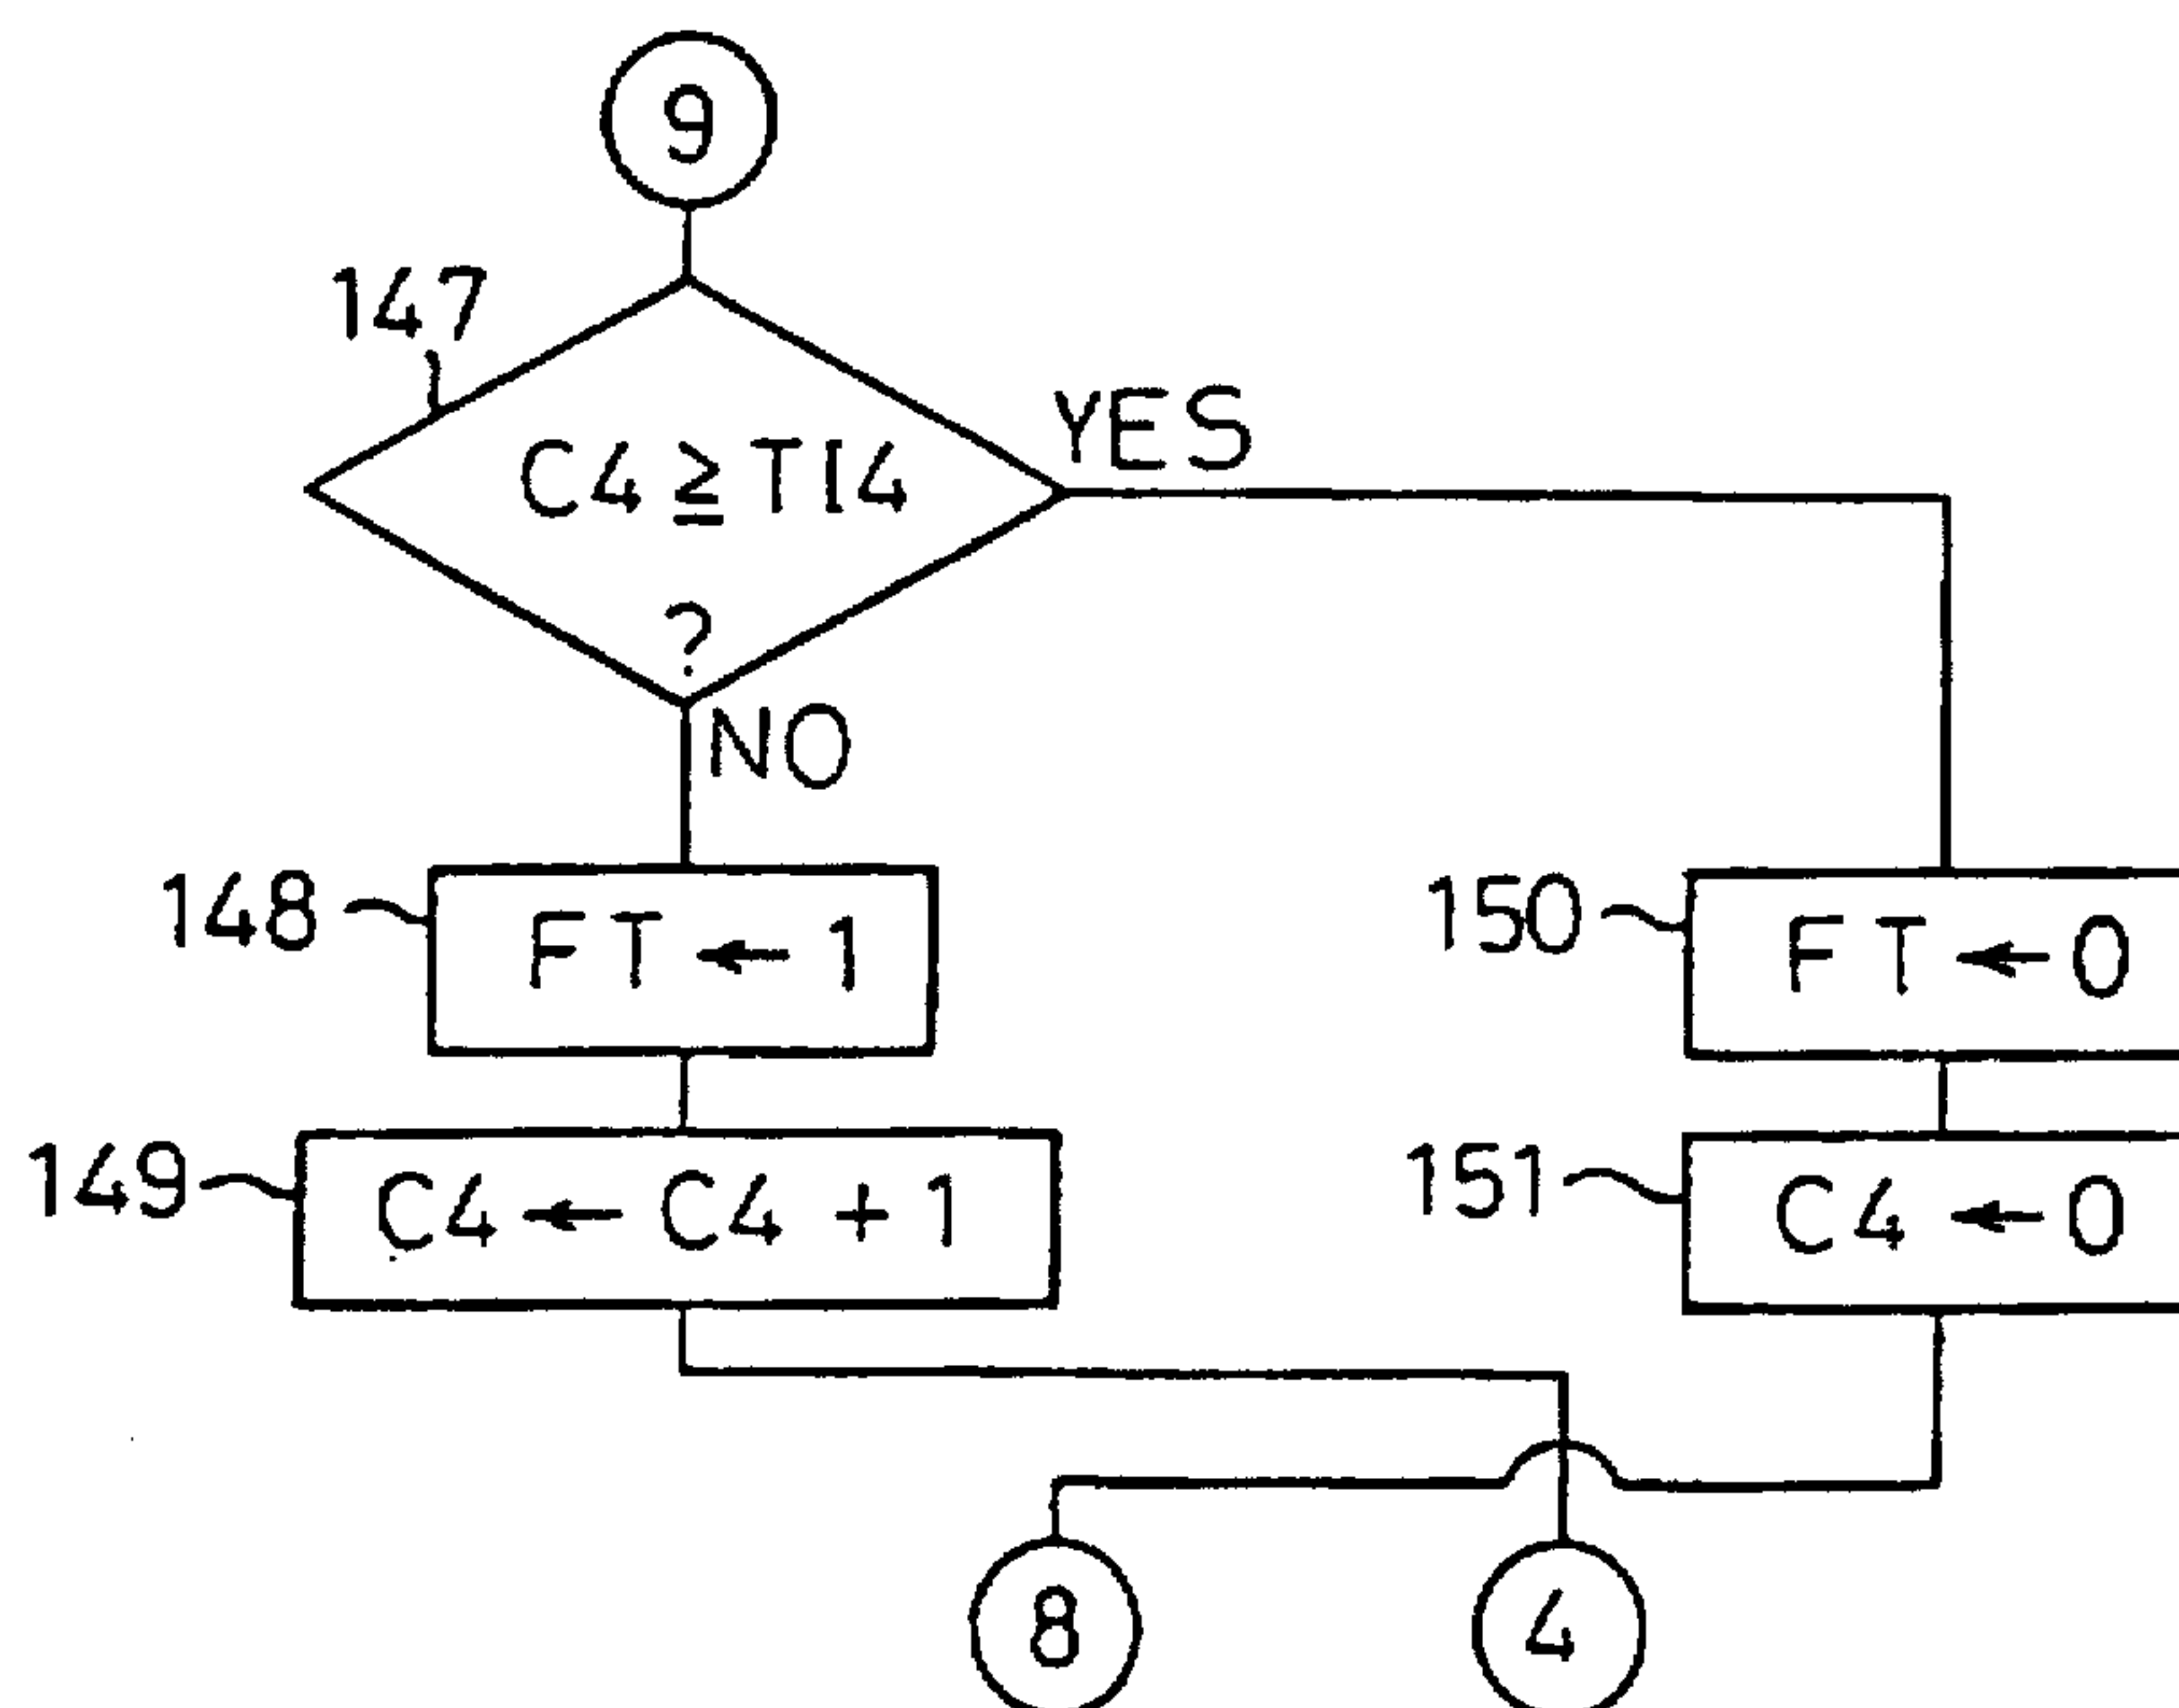 9
147
C4 ≧ TI4
?
YES
NO
148
FT ← 1
150
FT ← 0
149
C4 ← C4 + 1
151
C4 ← 0
8
4